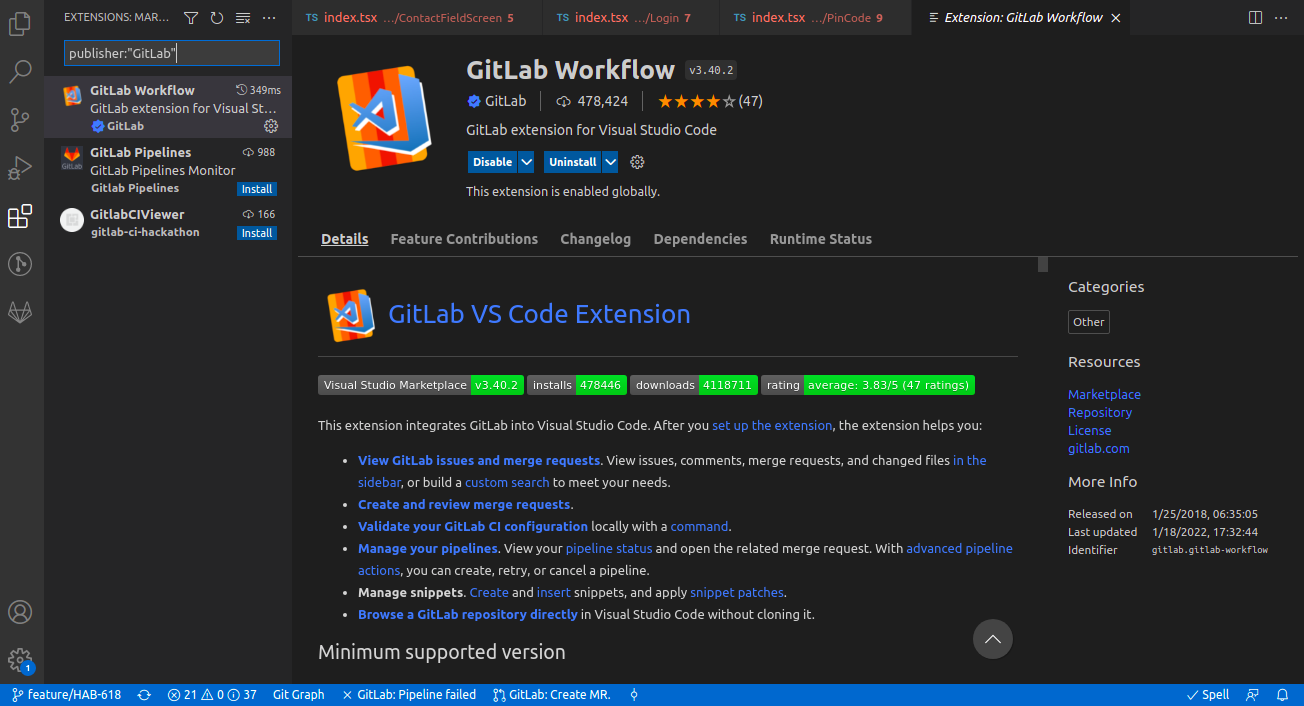 EXTENSIONS: MAR...
publisher:"GitLab"
GitLab Workflow 349ms
GitLab extension for Visual St...
GitLab
GitLab Pipelines 988
GitLab Pipelines Monitor
Gitlab Pipelines Install
GitLab
GitlabCIViewer 166
gitlab-ci-hackathon Install
TS index.tsx .../ContactFieldScreen 5
TS index.tsx .../Login 7
TS index.tsx .../PinCode 9
Extension: GitLab Workflow
GitLab Workflow v3.40.2
GitLab 478,424 (47)
GitLab extension for Visual Studio Code
Disable Uninstall
This extension is enabled globally.
Details Feature Contributions Changelog Dependencies Runtime Status
GitLab VS Code Extension
Visual Studio Marketplace v3.40.2 installs 478446 downloads 4118711 rating average: 3.83/5 (47 ratings)
This extension integrates GitLab into Visual Studio Code. After you set up the extension, the extension helps you:
• View GitLab issues and merge requests. View issues, comments, merge requests, and changed files in the
sidebar, or build a custom search to meet your needs.
• Create and review merge requests.
• Validate your GitLab CI configuration locally with a command.
• Manage your pipelines. View your pipeline status and open the related merge request. With advanced pipeline
actions, you can create, retry, or cancel a pipeline.
• Manage snippets. Create and insert snippets, and apply snippet patches.
• Browse a GitLab repository directly in Visual Studio Code without cloning it.
Minimum supported version
Categories
Other
Resources
Marketplace
Repository
License
gitlab.com
More Info
Released on 1/25/2018, 06:35:05
Last updated 1/18/2022, 17:32:44
Identifier gitlab.gitlab-workflow
1
feature/HAB-618 21 0 37 Git Graph GitLab: Pipeline failed GitLab: Create MR. Spell